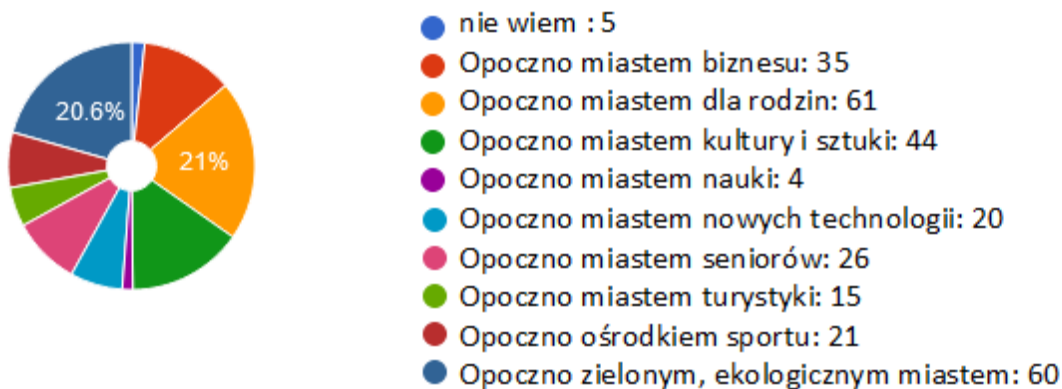 20.6%
21%
nie wiem : 5
Opoczno miastem biznesu: 35
Opoczno miastem dla rodzin: 61
Opoczno miastem kultury i sztuki: 44
Opoczno miastem nauki: 4
Opoczno miastem nowych technologii: 20
Opoczno miastem seniorów: 26
Opoczno miastem turystyki: 15
Opoczno ośrodkiem sportu: 21
Opoczno zielonym, ekologicznym miastem: 60